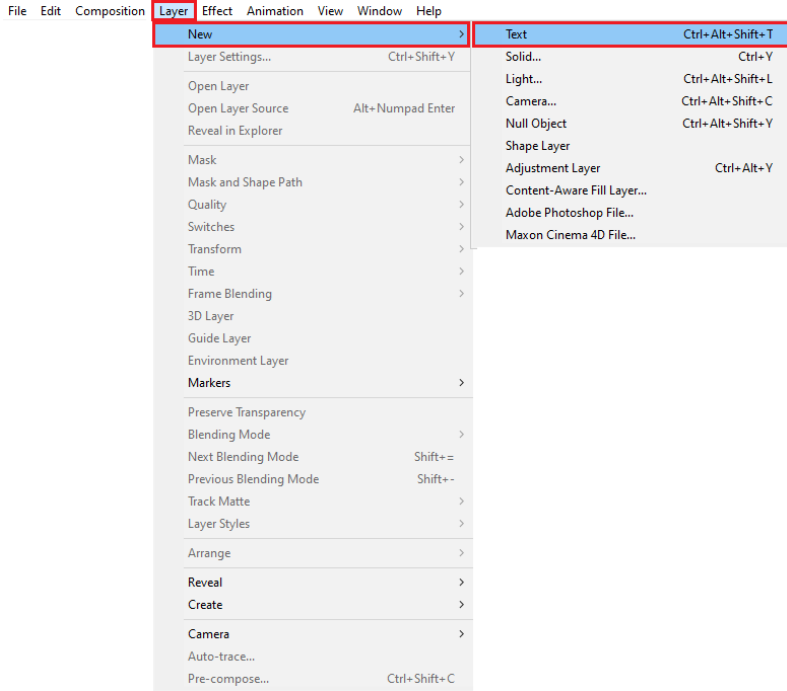 File Edit Composition Layer Effect Animation View Window Help
New
Layer Settings... Ctrl+Shift+Y
Open Layer
Open Layer Source Alt+Numpad Enter
Reveal in Explorer
Mask
Mask and Shape Path
Quality
Switches
Transform
Time
Frame Blending
3D Layer
Guide Layer
Environment Layer
Markers
Preserve Transparency
Blending Mode
Next Blending Mode Shift+=
Previous Blending Mode Shift+-
Track Matte
Layer Styles
Arrange
Reveal
Create
Camera
Auto-trace...
Pre-compose... Ctrl+Shift+C
Text Ctrl+Alt+Shift+T
Solid... Ctrl+Y
Light... Ctrl+Alt+Shift+L
Camera... Ctrl+Alt+Shift+C
Null Object Ctrl+Alt+Shift+Y
Shape Layer
Adjustment Layer Ctrl+Alt+Y
Content-Aware Fill Layer...
Adobe Photoshop File...
Maxon Cinema 4D File...